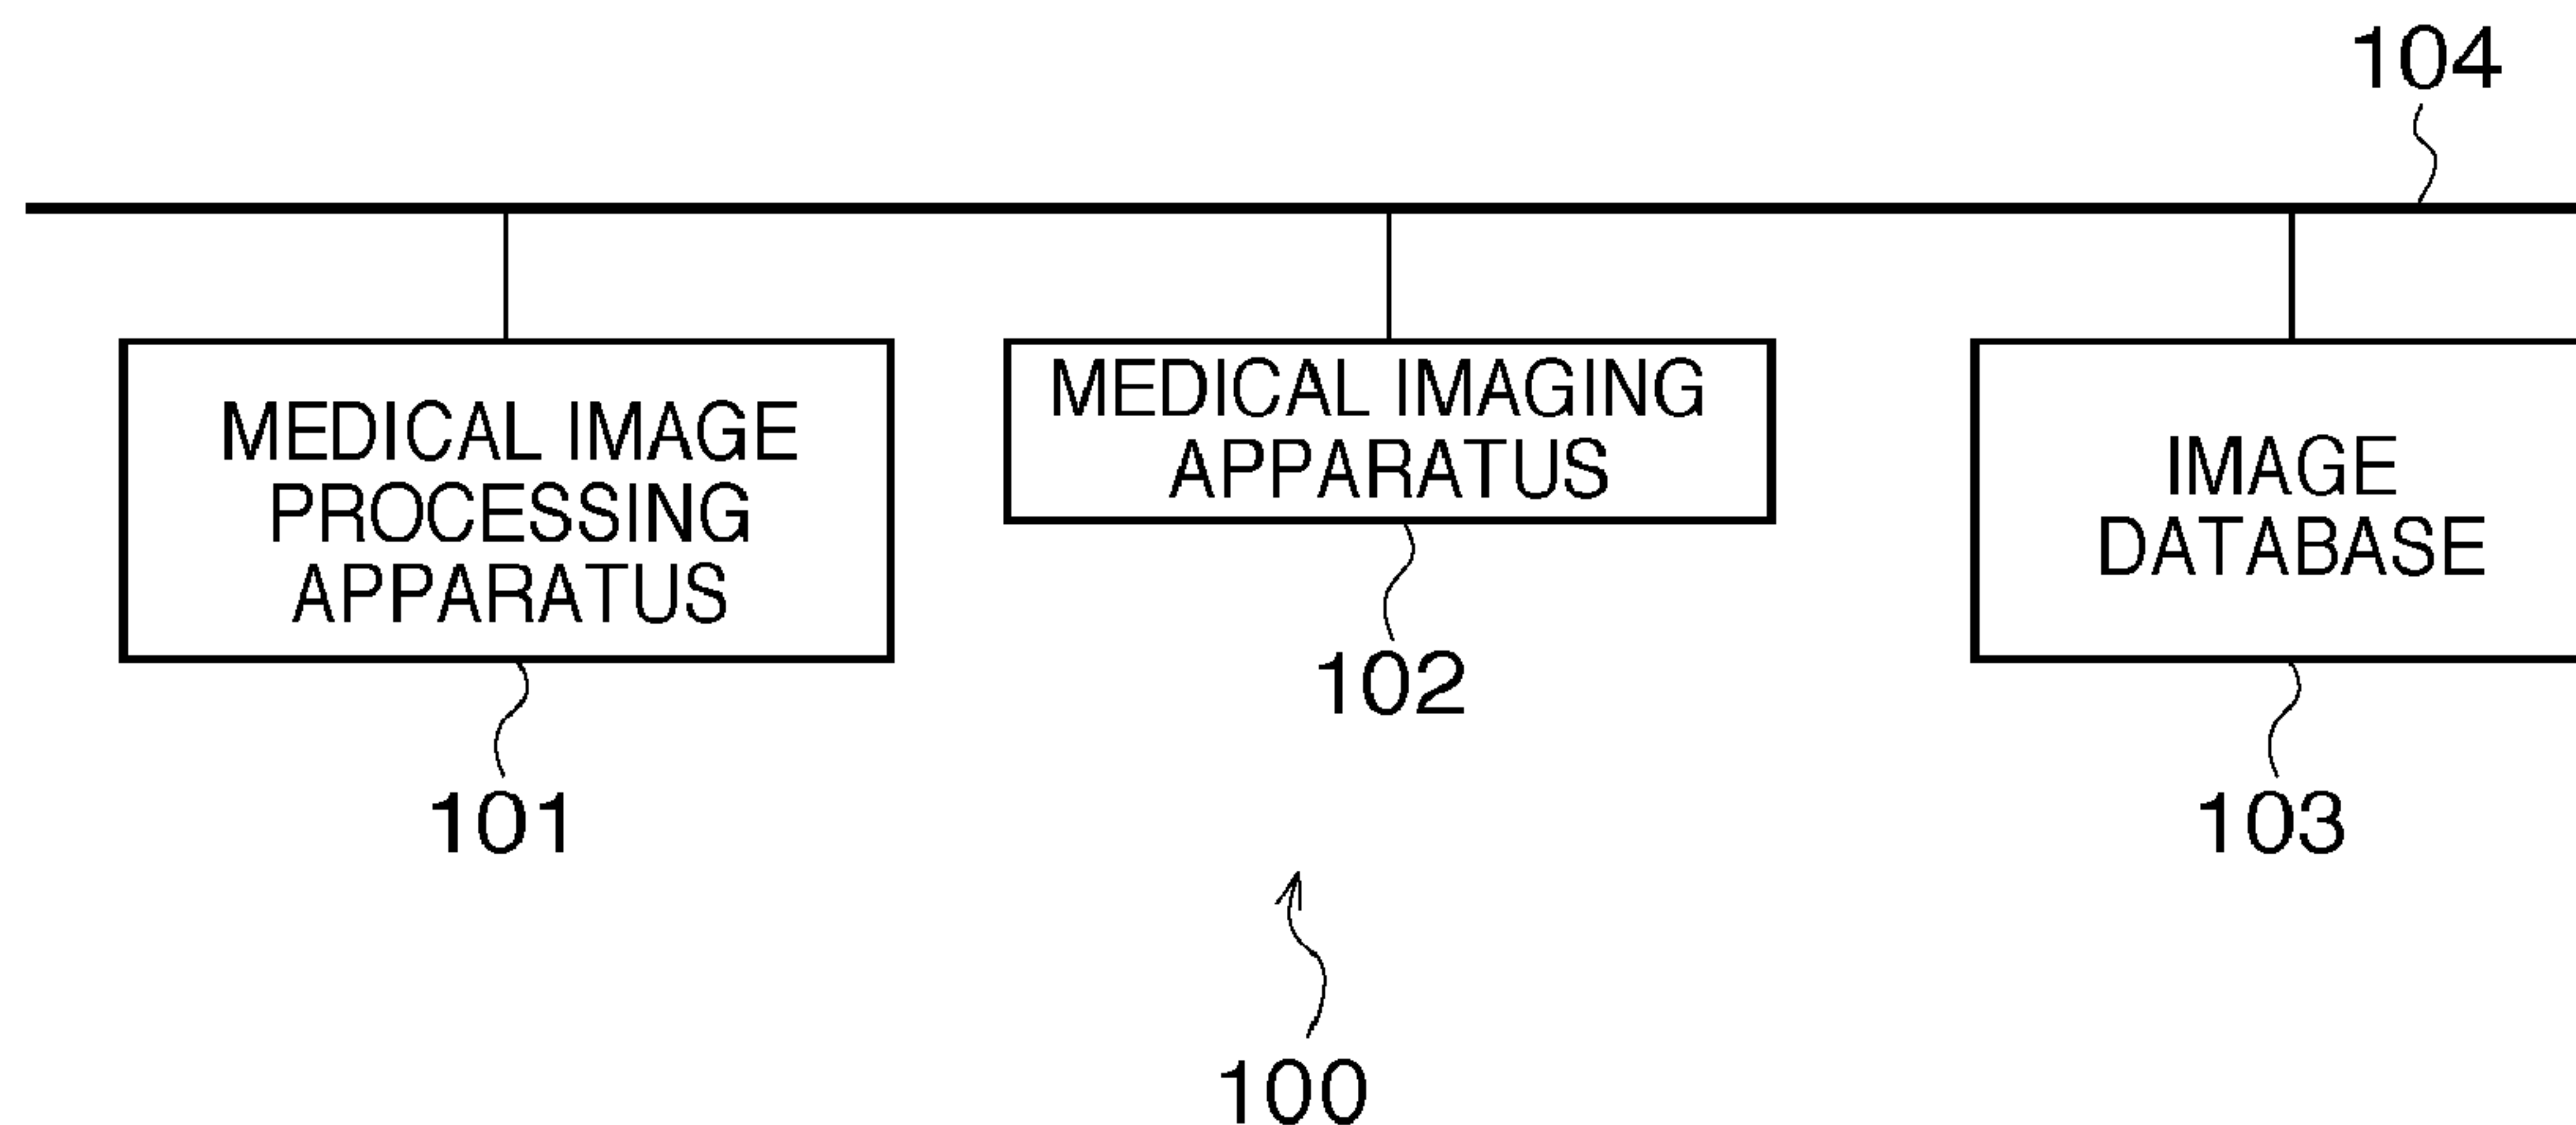 104
MEDICAL IMAGE
PROCESSING
APPARATUS
MEDICAL IMAGING
APPARATUS
IMAGE
DATABASE
101
102
103
100